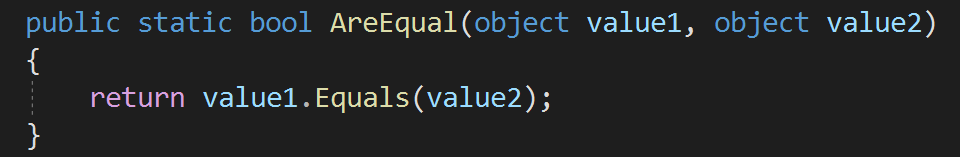 public static bool AreEqual(object value1, object value2)
{
    return value1.Equals(value2);
}